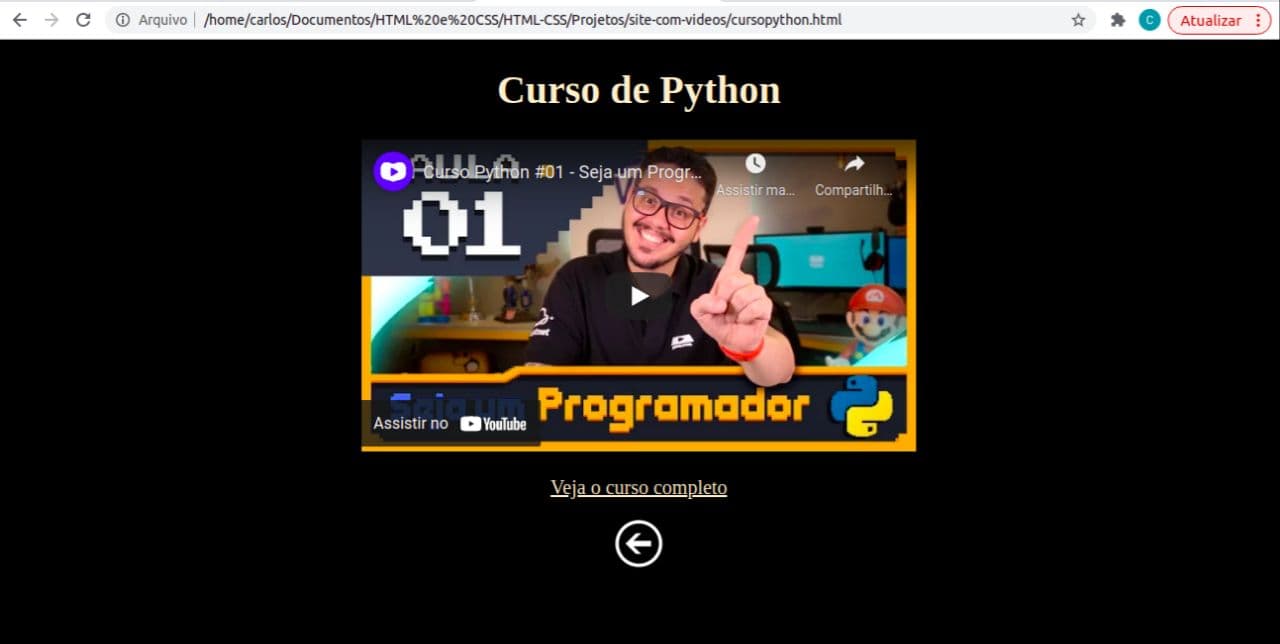 Arquivo /home/carlos/Documentos/HTML%20e%20CSS/HTML-CSS/Projetos/site-com-videos/cursopython.html
C
Atualizar
Curso de Python
AULA
01
Curso Python #01 - Seja um Progr...
Assistir ma...
Compartilh...
M
Seja um Programador
Assistir no YouTube
Veja o curso completo